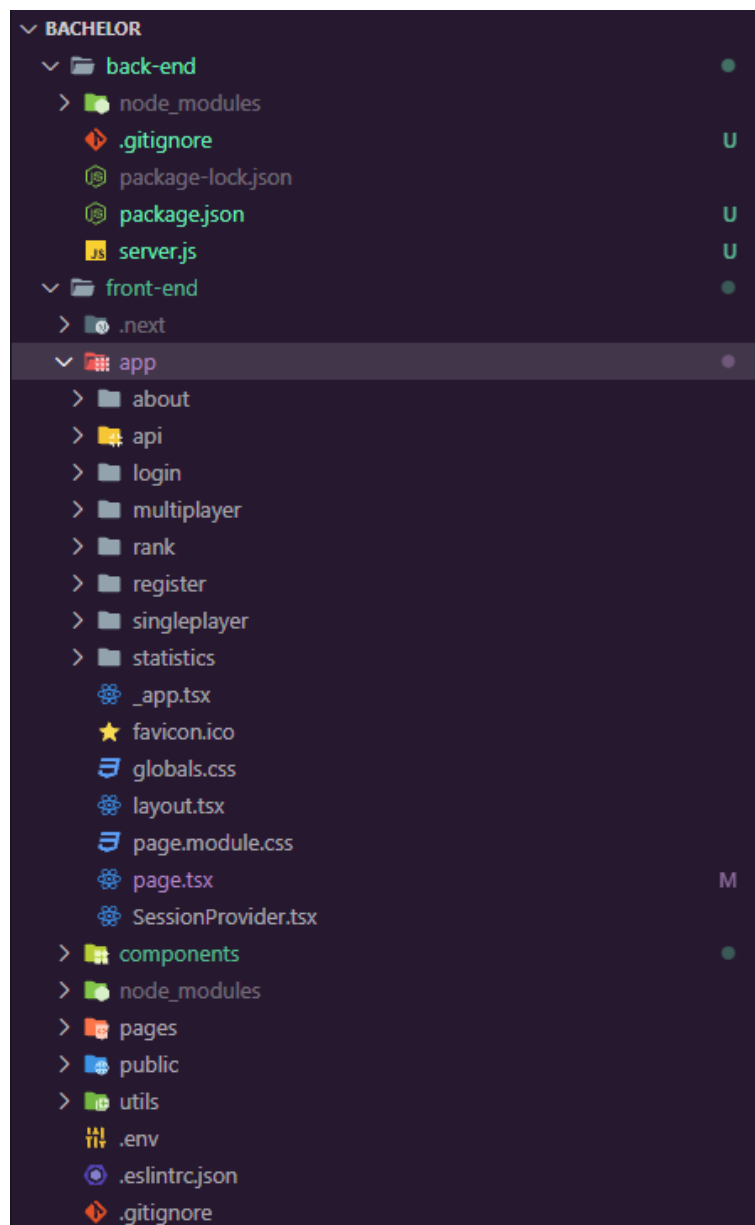 BACHELOR
back-end
node_modules
.gitignore U
package-lock.json
package.json U
JS server.js U
front-end
.next
app
about
api
login
multiplayer
rank
register
singleplayer
statistics
_app.tsx
favicon.ico
globals.css
layout.tsx
page.module.css
page.tsx M
SessionProvider.tsx
components
node_modules
pages
public
utils
.env
.eslintrc.json
.gitignore